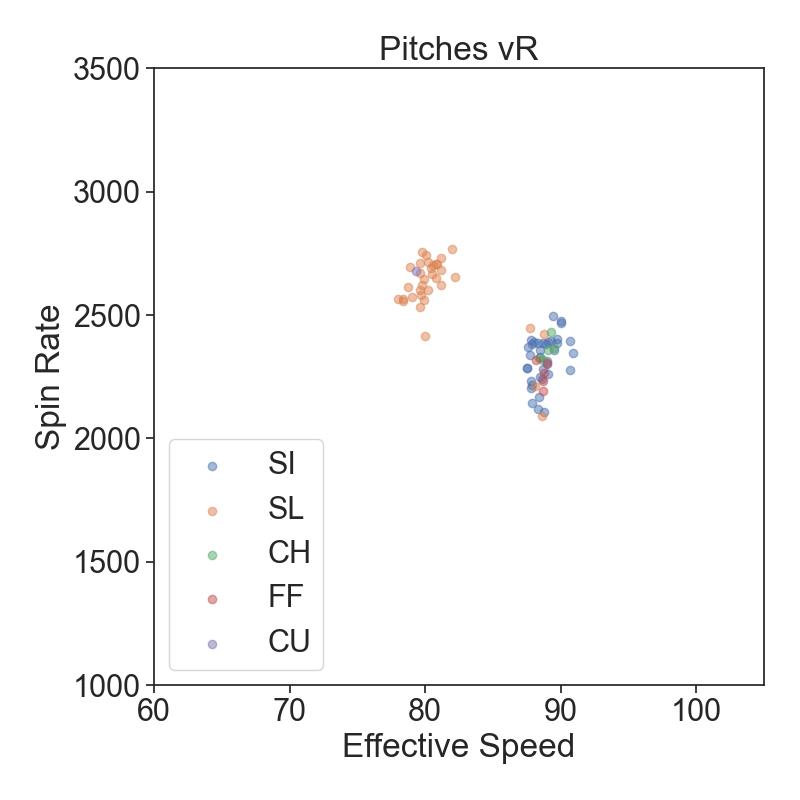 Pitches vR
3500
3000
2500
2000
1500
1000
Spin Rate
SI
SL
CH
FF
CU
60 70 80 90 100
Effective Speed